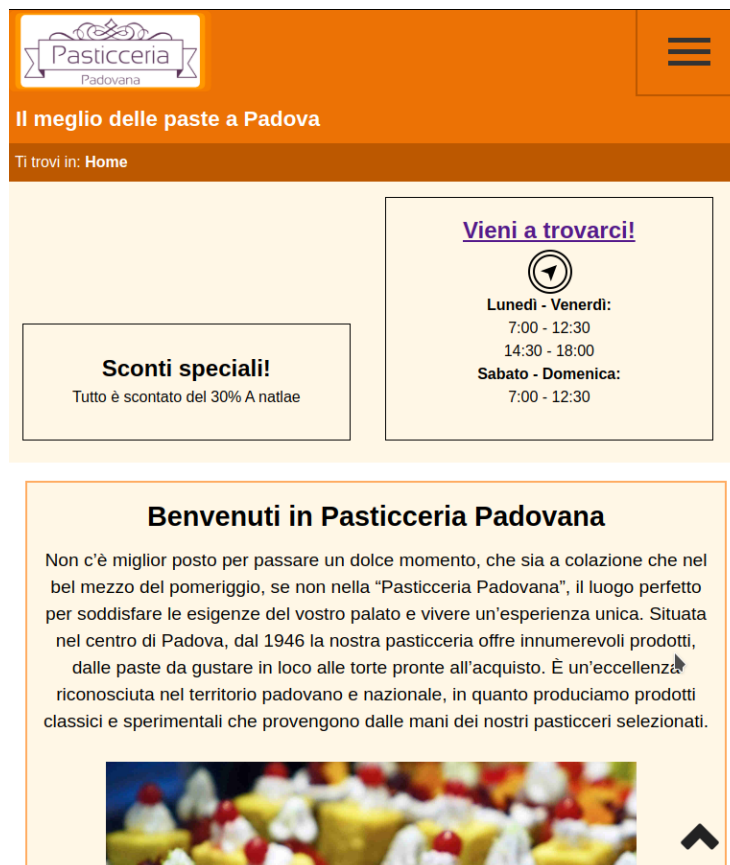 Pasticceria
Padovana
Il meglio delle paste a Padova
Ti trovi in: Home
Vieni a trovarci!
Lunedì - Venerdì:
7:00 - 12:30
14:30 - 18:00
Sabato - Domenica:
7:00 - 12:30
Sconti speciali!
Tutto è scontato del 30% A natlae
Benvenuti in Pasticceria Padovana
Non c’è miglior posto per passare un dolce momento, che sia a colazione che nel
bel mezzo del pomeriggio, se non nella “Pasticceria Padovana”, il luogo perfetto
per soddisfare le esigenze del vostro palato e vivere un’esperienza unica. Situata
nel centro di Padova, dal 1946 la nostra pasticceria offre innumerevoli prodotti,
dalle paste da gustare in loco alle torte pronte all’acquisto. È un’eccellenza
riconosciuta nel territorio padovano e nazionale, in quanto produciamo prodotti
classici e sperimentali che provengono dalle mani dei nostri pasticceri selezionati.